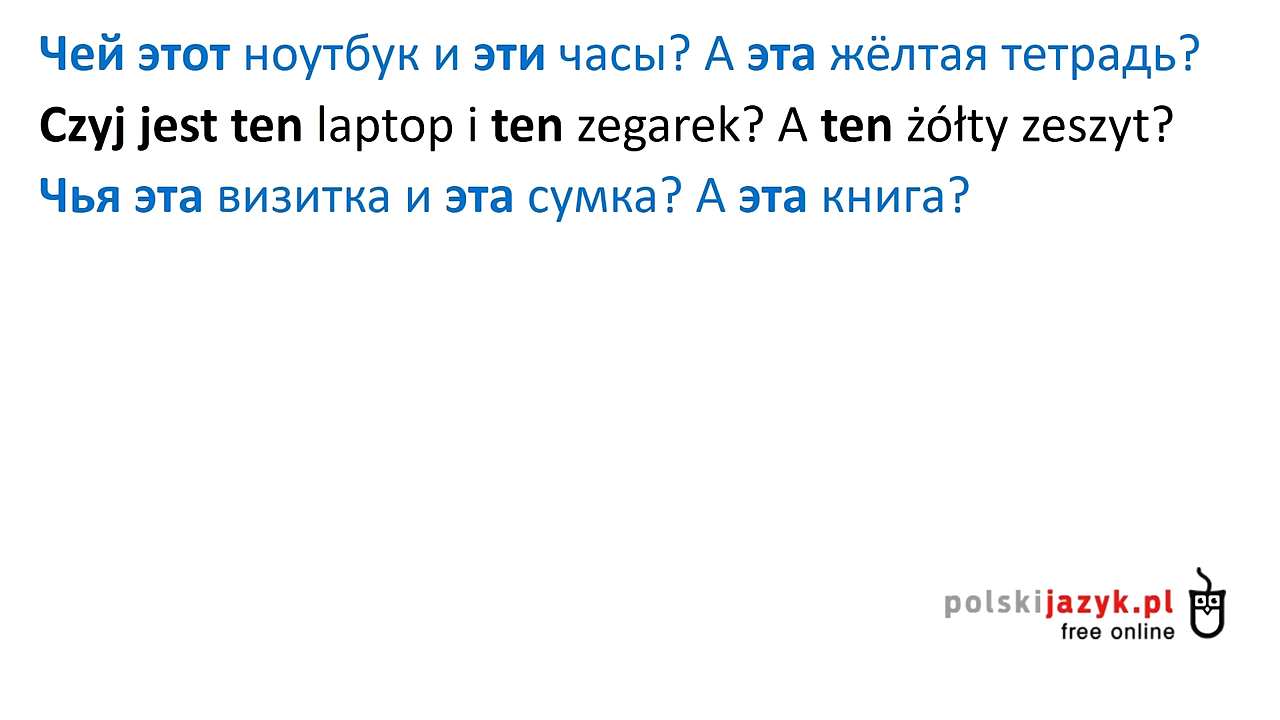 Чей этот ноутбук и эти часы? А эта жёлтая тетрадь?
Czyj jest ten laptop i ten zegarek? A ten żółty zeszyt?
Чья эта визитка и эта сумка? А эта книга?
polskijazyk.pl
free online